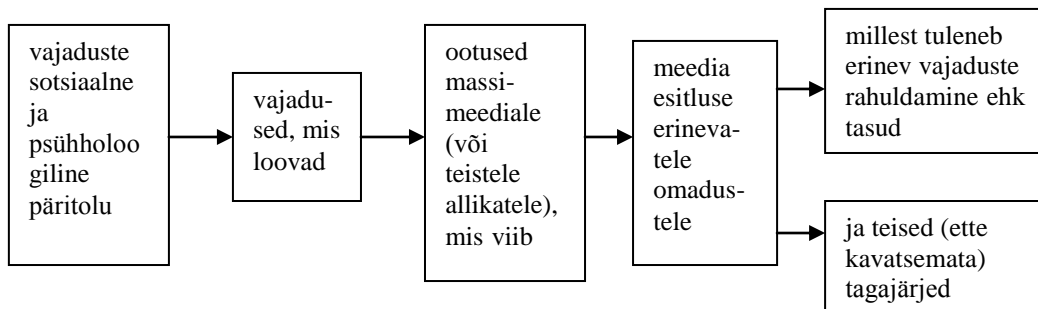 vajaduste
sotsiaalne
ja
psühholoo
giline
päritolu
vajadu-
sed, mis
loovad
ootused
massi-
meediale
(või
teistele
allikatele),
mis viib
meedia
esitluse
erineva-
tele
omadus-
tele
millest tuleneb
erinev vajaduste
rahuldamine ehk
tasud
ja teised (ette
kavatsemata)
tagajärjed